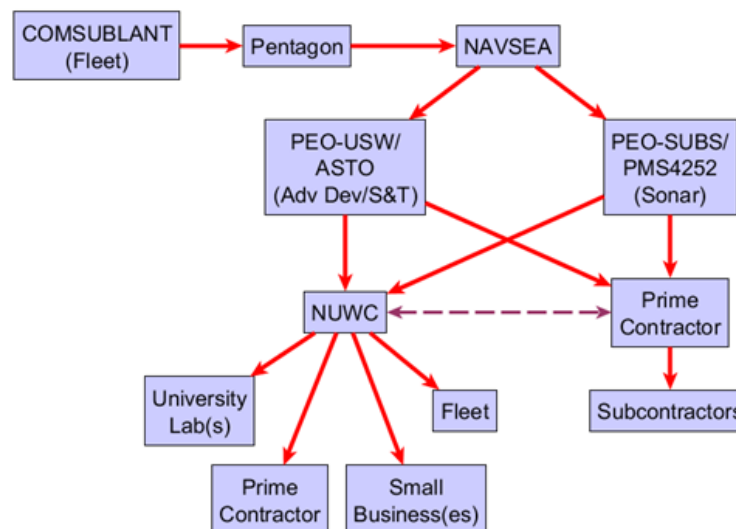 COMSUBLANT
(Fleet)
Pentagon
NAVSEA
PEO-USW/
ASTO
(Adv Dev/S&T)
PEO-SUBS/
PMS4252
(Sonar)
NUWC
Prime
Contractor
University
Lab(s)
Fleet
Subcontractors
Prime
Contractor
Small
Business(es)